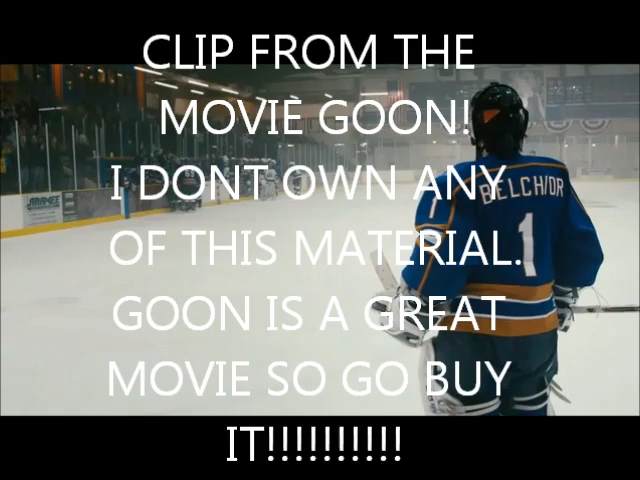 CLIP FROM THE
MOVIE GOON!
I DONT OWN ANY
OF THIS MATERIAL.
GOON IS A GREAT
MOVIE SO GO BUY
IT!!!!!!!!!!
BELCHIOR
1
1